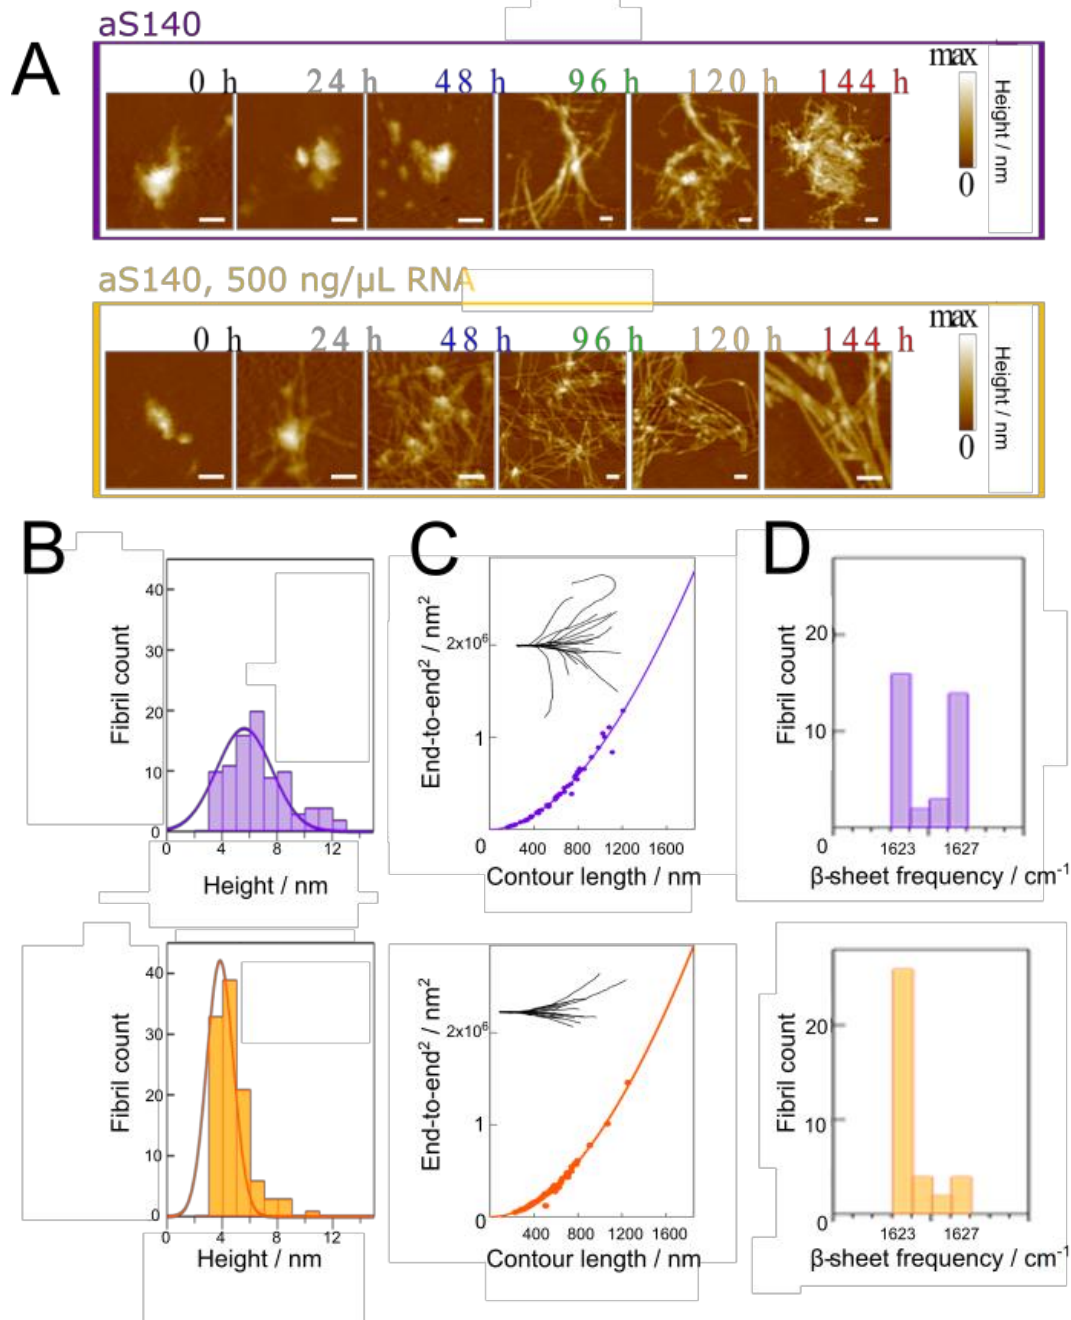 aS140
A
0 h 24 h 48 h 96 h 120 h 144 h
max
0
Height / nm
aS140, 500 ng/µL RNA
0 h 24 h 48 h 96 h 120 h 144 h
max
0
Height / nm
B
Fibril count
40
30
20
10
0
0 4 8 12
Height / nm
C
End-to-end² / nm²
2x10⁶
1
0
400 800 1200 1600
Contour length / nm
D
Fibril count
20
10
0
1623 1627
β-sheet frequency / cm⁻¹
Fibril count
40
30
20
10
0
0 4 8 12
Height / nm
End-to-end² / nm²
2x10⁶
1
0
400 800 1200 1600
Contour length / nm
Fibril count
20
10
0
1623 1627
β-sheet frequency / cm⁻¹